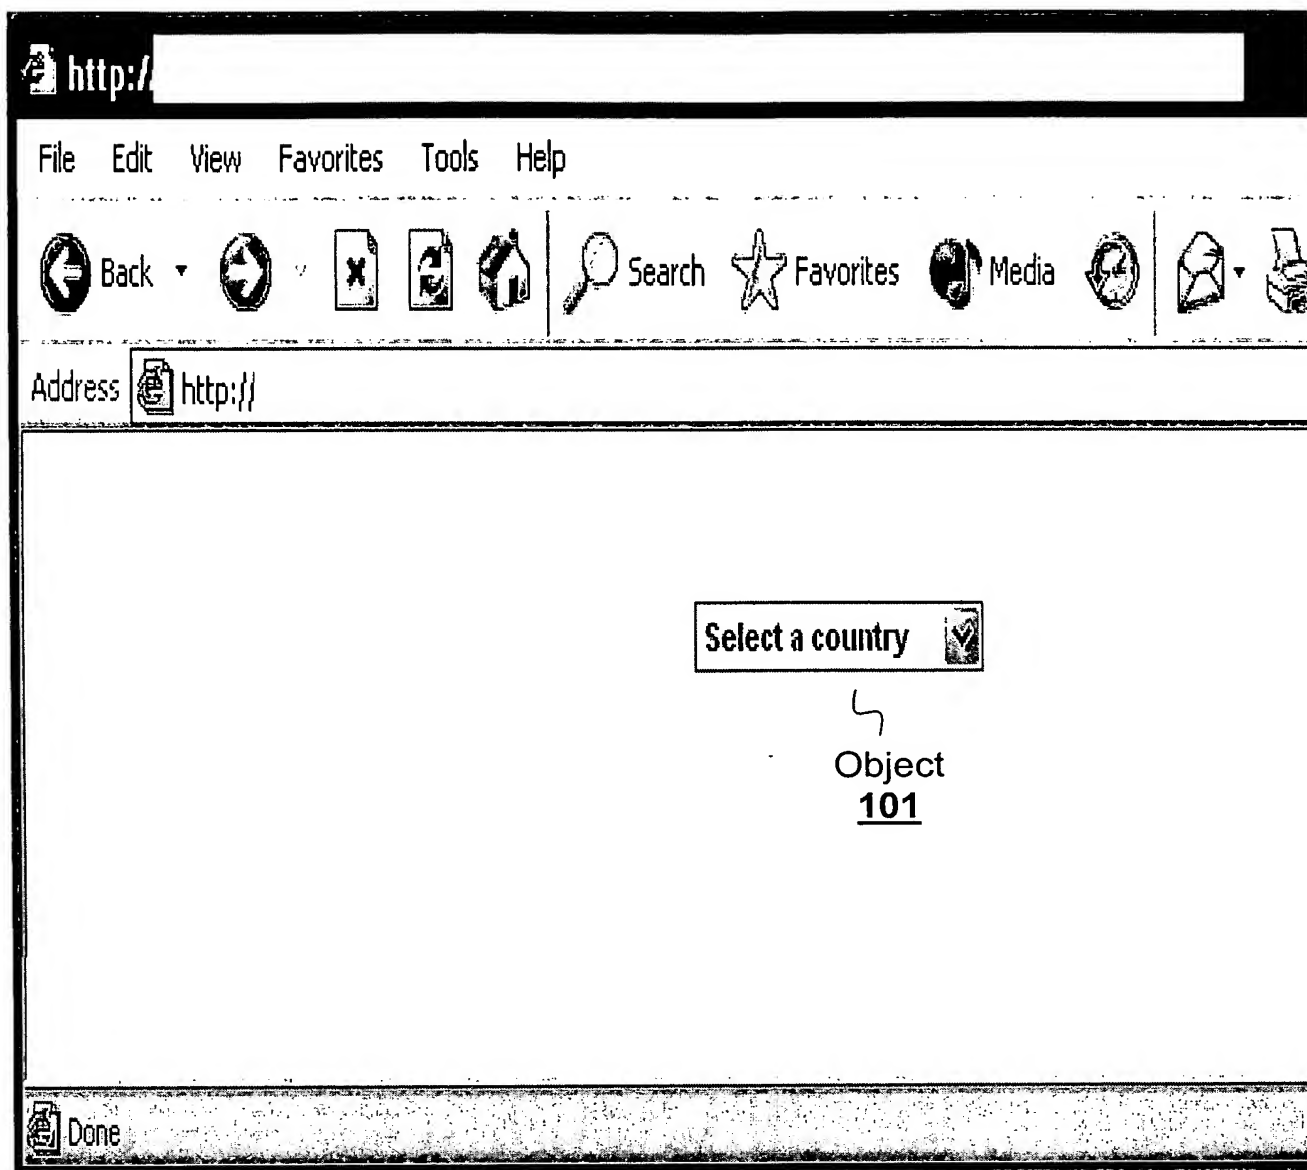 http://
File Edit View Favorites Tools Help
Back Search Favorites Media
Address http://
Select a country
Object
101
Done